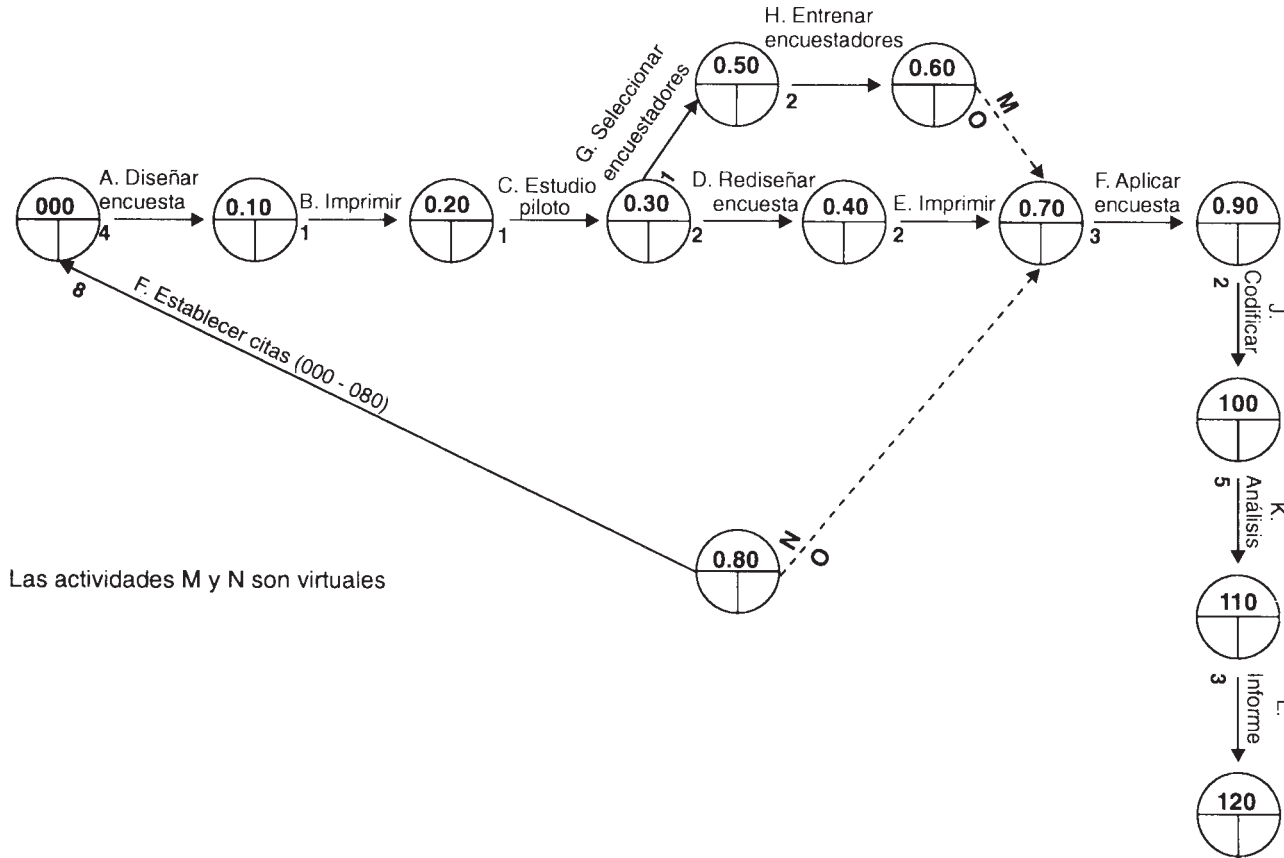 H. Entrenar
encuestadores
0.50
2
0.60
M
O
G. Seleccionar
encuestadores
1
000
4
A. Diseñar
encuesta
0.10
1
B. Imprimir
0.20
1
C. Estudio
piloto
0.30
2
D. Rediseñar
encuesta
0.40
2
E. Imprimir
0.70
3
F. Aplicar
encuesta
0.90
8
F. Establecer citas (000 - 080)
J.
Codificar
2
100
K.
Análisis
5
0.80
N
O
Las actividades M y N son virtuales
110
L.
Informe
3
120